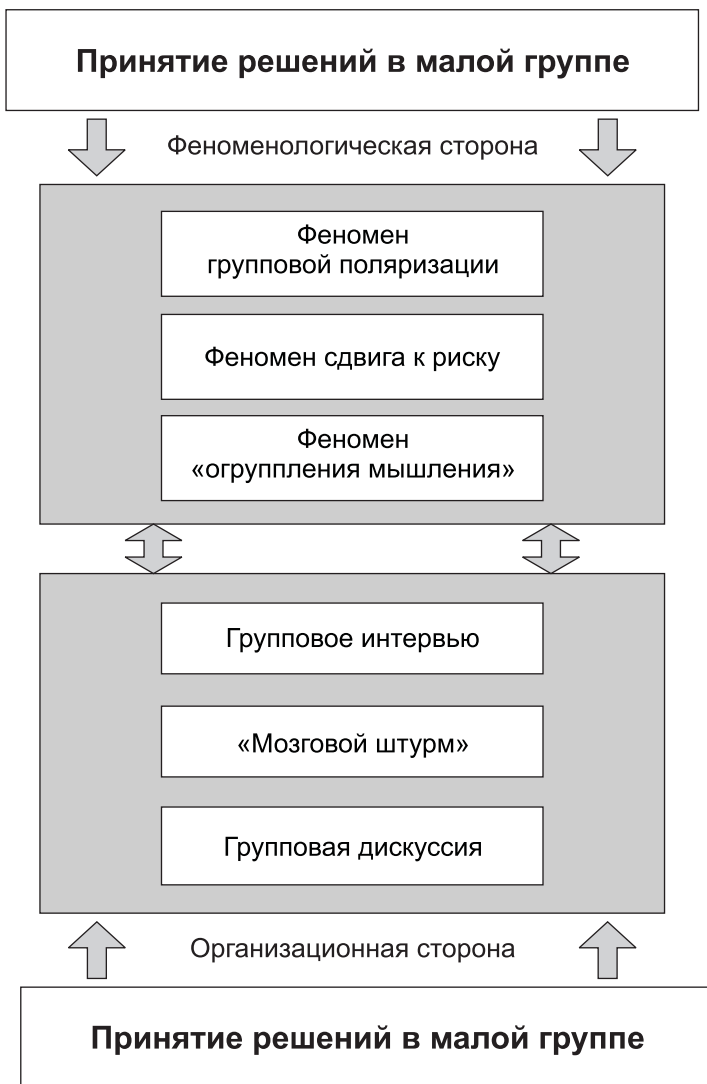 Принятие решений в малой группе
Феноменологическая сторона
Феномен
групповой поляризации
Феномен сдвига к риску
Феномен
«огруппления мышления»
Групповое интервью
«Мозговой штурм»
Групповая дискуссия
Организационная сторона
Принятие решений в малой группе